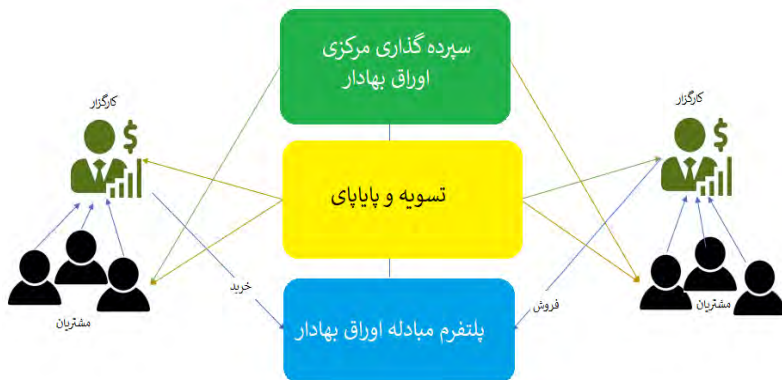 سپرده گذاری مرکزی
اوراق بهادار
کارگزار
کارگزار
تسویه و پایاپای
خرید
فروش
مشتریان
مشتریان
پلتفرم مبادله اوراق بهادار